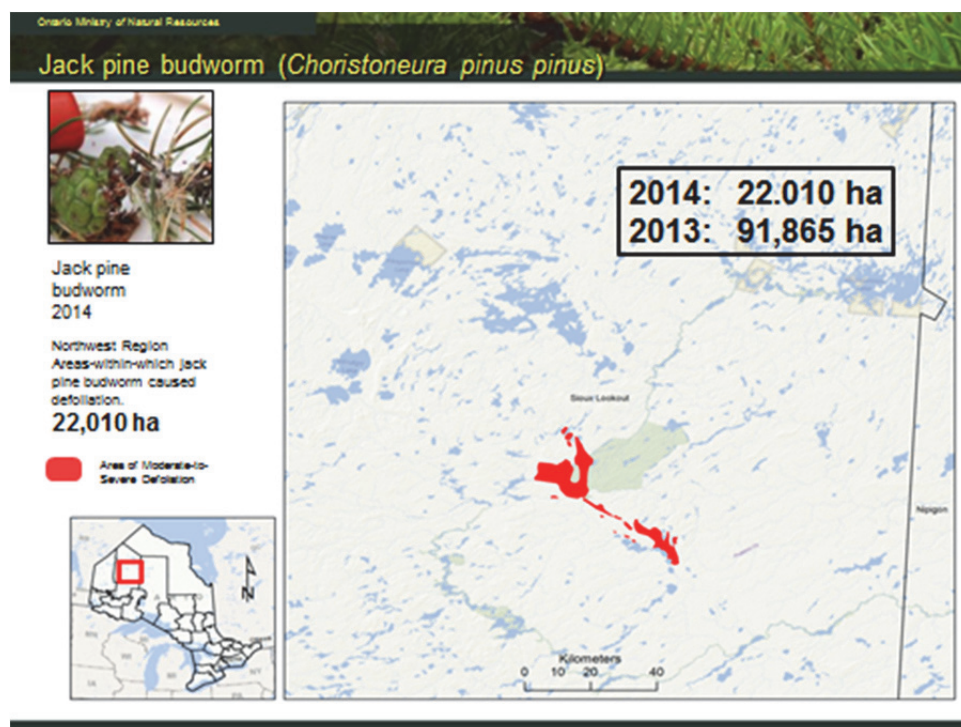 Ontario Ministry of Natural Resources
Jack pine budworm (Choristoneura pinus pinus)
Jack pine
budworm
2014
Northwest Region
Areas-within-which jack
pine budworm caused
defoliation.
22,010 ha
Area of Moderate-to-
Severe Defoliation
N
2014: 22.010 ha
2013: 91,865 ha
Sioux Lookout
Nipigon
Kilometers
0 10 20 40